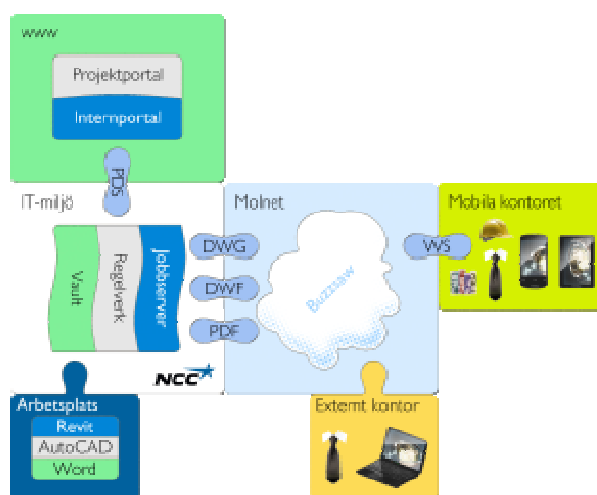 www
Projektportal
Internportal
PDS
IT-miljö
Molnet
Mobila kontoret
Vault
Regelverk
Jobbserver
DWG
DWF
PDF
Buzzsaw
WS
NCC
Arbetsplats
Revit
AutoCAD
Word
Externt kontor